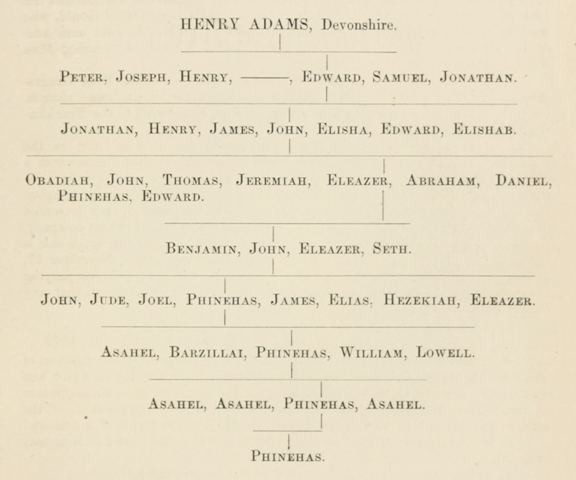 HENRY ADAMS, Devonshire.
PETER, JOSEPH, HENRY, ———, EDWARD, SAMUEL, JONATHAN.
JONATHAN, HENRY, JAMES, JOHN, ELISHA, EDWARD, ELISHAB.
OBADIAH, JOHN, THOMAS, JEREMIAH, ELEAZER, ABRAHAM, DANIEL,
PHINEHAS, EDWARD.
BENJAMIN, JOHN, ELEAZER, SETH.
JOHN, JUDE, JOEL, PHINEHAS, JAMES, ELIAS, HEZEKIAH, ELEAZER.
ASAHEL, BARZILLAI, PHINEHAS, WILLIAM, LOWELL.
ASAHEL, ASAHEL, PHINEHAS, ASAHEL.
PHINEHAS.